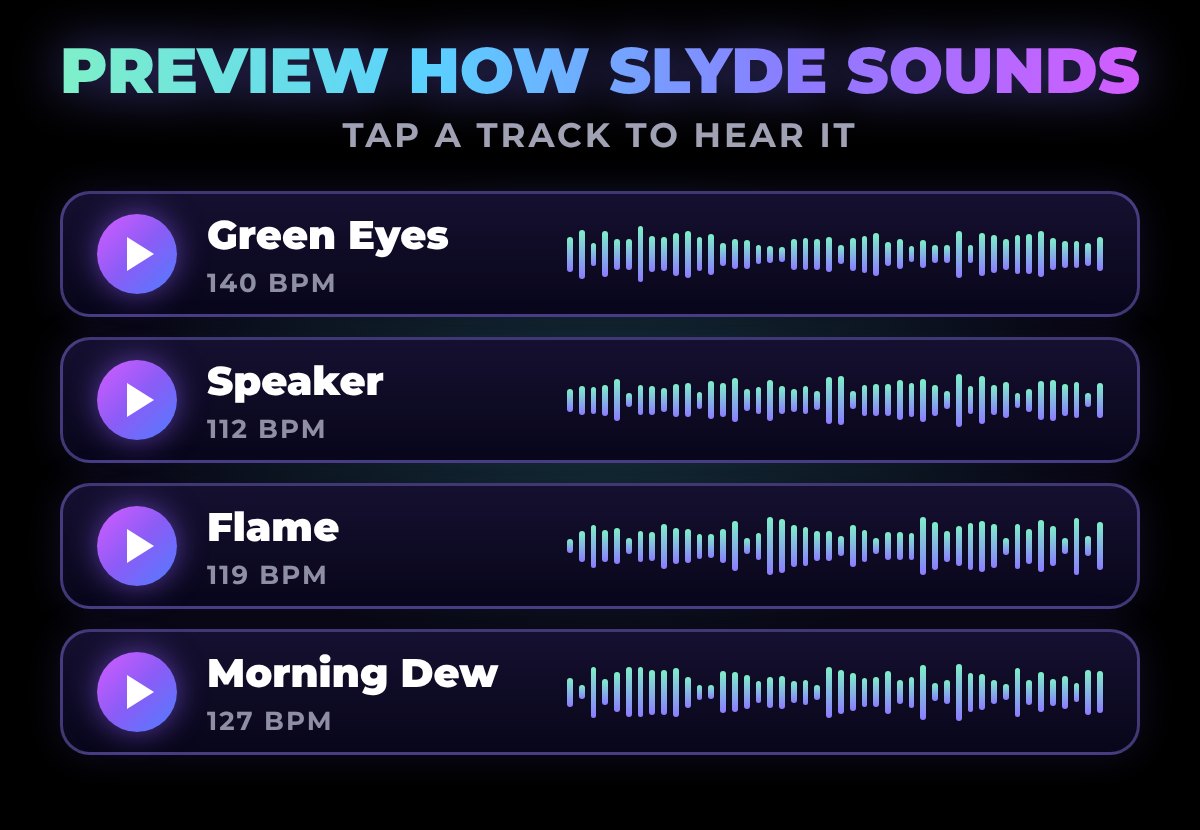 PREVIEW HOW SLYDE SOUNDS
TAP A TRACK TO HEAR IT
Green Eyes
140 BPM
Speaker
112 BPM
Flame
119 BPM
Morning Dew
127 BPM